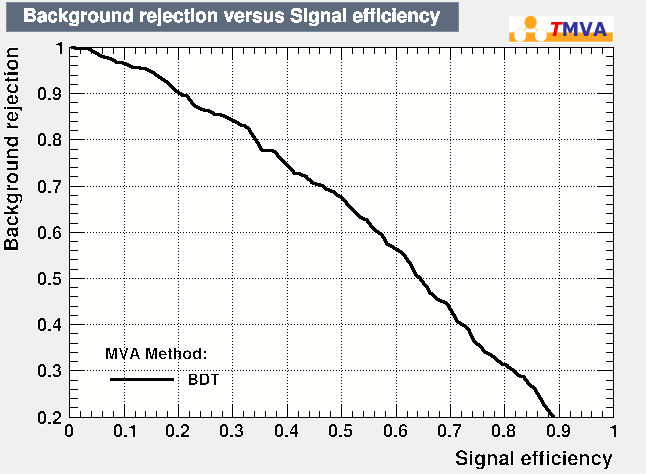 Background rejection versus Signal efficiency
TMVA
Background rejection
1
0.9
0.8
0.7
0.6
0.5
0.4
0.3
0.2
MVA Method:
BDT
0 0.1 0.2 0.3 0.4 0.5 0.6 0.7 0.8 0.9 1
Signal efficiency